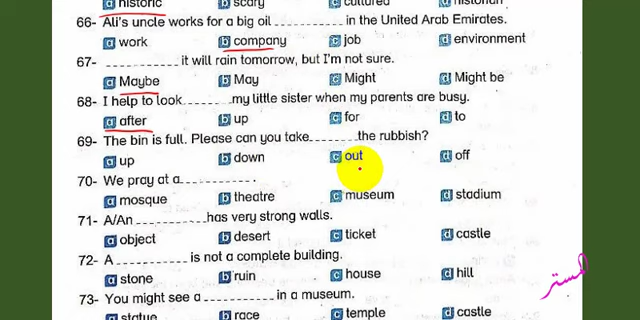 a historic b scary c cultured d historian
66- Ali's uncle works for a big oil __________ in the United Arab Emirates.
a work b company c job d environment
67- __________ it will rain tomorrow, but I'm not sure.
a Maybe b May c Might d Might be
68- I help to look_______ my little sister when my parents are busy.
a after b up c for d to
69- The bin is full. Please can you take_______ the rubbish?
a up b down c out d off
70- We pray at a __________.
a mosque b theatre c museum d stadium
71- A/An __________ has very strong walls.
a object b desert c ticket d castle
72- A __________ is not a complete building.
a stone b ruin c house d hill
المستر
73- You might see a __________ in a museum.
a statue b race c temple d castle